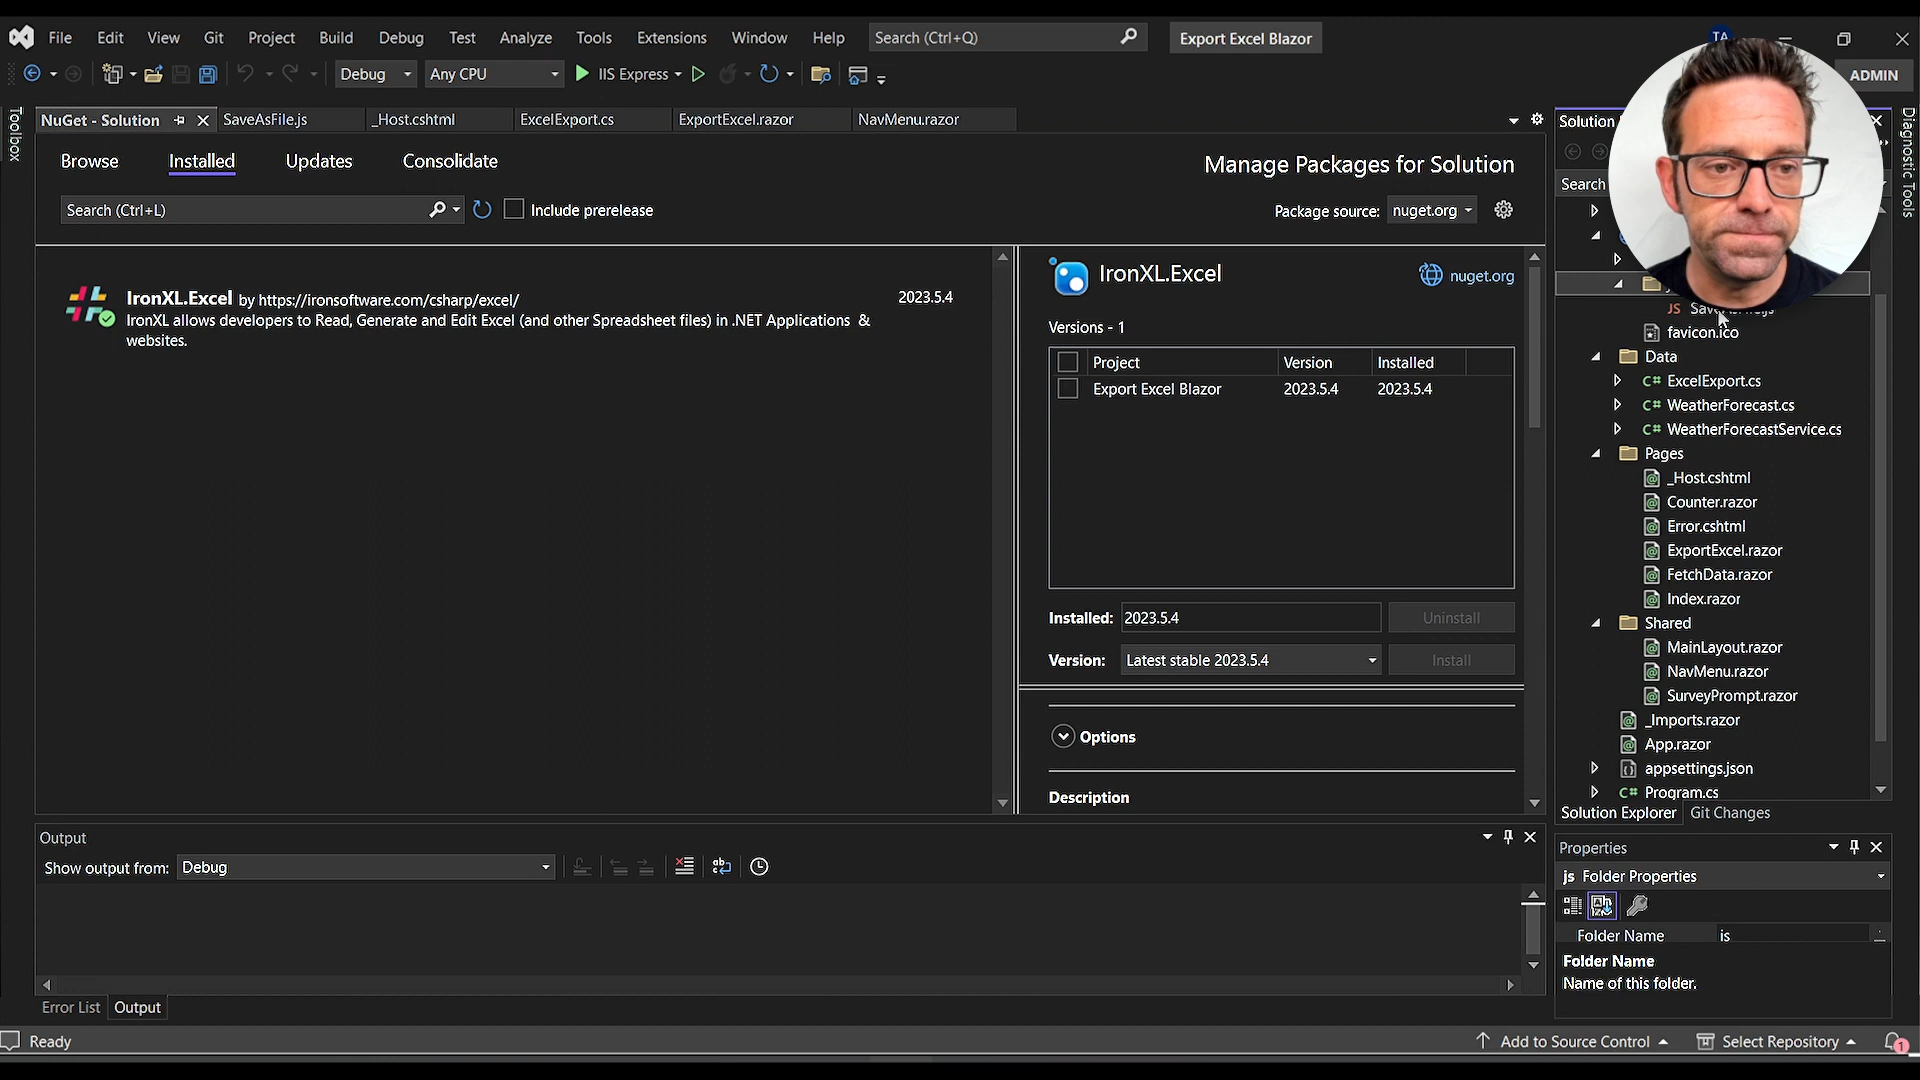 File Edit View Git Project Build Debug Test Analyze Tools Extensions Window Help Search (Ctrl+Q) Export Excel Blazor TA
Debug Any CPU IIS Express ADMIN
Toolbox
NuGet - Solution SaveAsFile.js _Host.cshtml ExcelExport.cs ExportExcel.razor NavMenu.razor
Browse Installed Updates Consolidate
Manage Packages for Solution
Search (Ctrl+L) Include prerelease
Package source: nuget.org
IronXL.Excel by https://ironsoftware.com/csharp/excel/ 2023.5.4
IronXL allows developers to Read, Generate and Edit Excel (and other Spreadsheet files) in .NET Applications &
websites.
IronXL.Excel nuget.org
Versions - 1
Project Version Installed
Export Excel Blazor 2023.5.4 2023.5.4
Installed: 2023.5.4 Uninstall
Version: Latest stable 2023.5.4 Install
Options
Description
Output
Show output from: Debug
Error List Output
Solution
Search
JS
favicon.ico
Data
C# ExcelExport.cs
C# WeatherForecast.cs
C# WeatherForecastService.cs
Pages
_Host.cshtml
Counter.razor
Error.cshtml
ExportExcel.razor
FetchData.razor
Index.razor
Shared
MainLayout.razor
NavMenu.razor
SurveyPrompt.razor
_Imports.razor
App.razor
appsettings.json
C# Program.cs
Solution Explorer Git Changes
Properties
js Folder Properties
Folder Name js
Folder Name
Name of this folder.
Diagnostic Tools
Ready Add to Source Control Select Repository 1